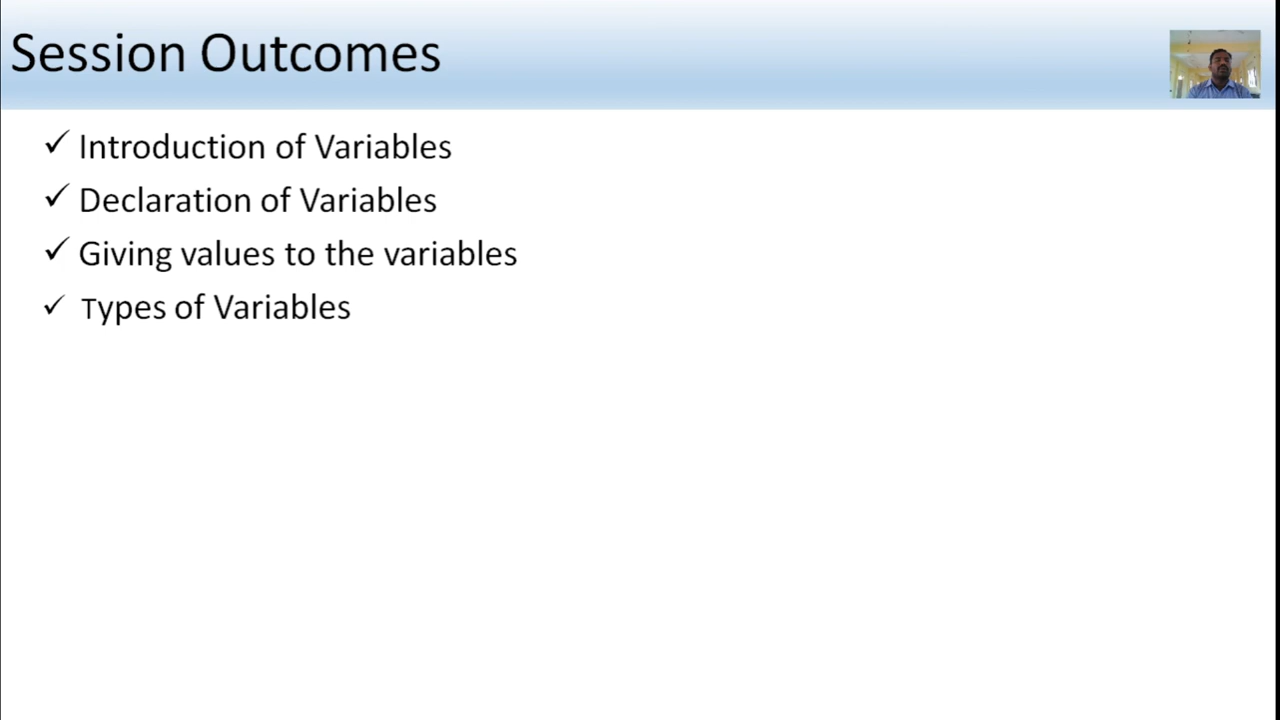 Session Outcomes
✓ Introduction of Variables
✓ Declaration of Variables
✓ Giving values to the variables
✓ Types of Variables